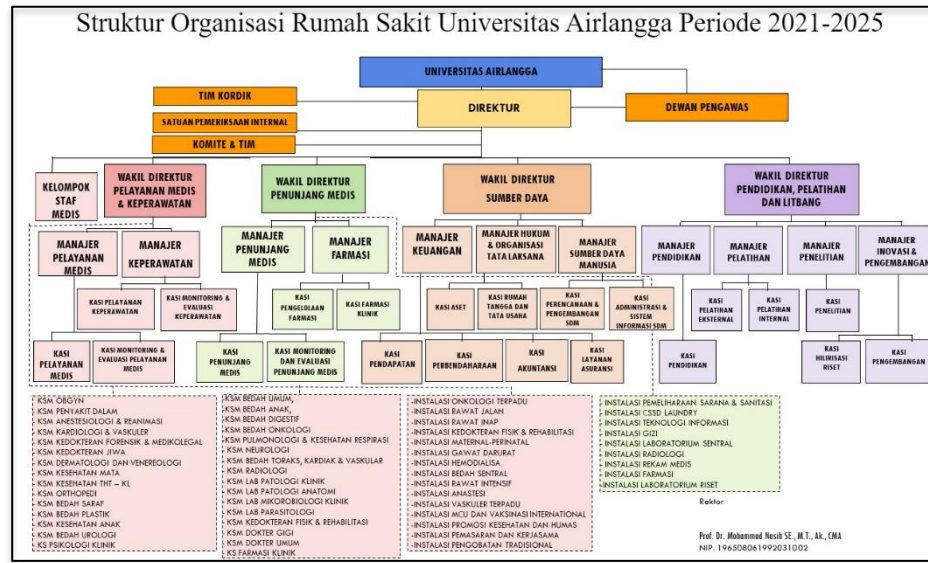 Struktur Organisasi Rumah Sakit Universitas Airlangga Periode 2021-2025
UNIVERSITAS AIRLANGGA
TIM KORDIK
DIREKTUR
DEWAN PENGAWAS
SATUAN PEMERIKSAAN INTERNAL
KOMITE & TIM
KELOMPOK
STAF
MEDIS
WAKIL DIREKTUR
PELAYANAN MEDIS
& KEPERAWATAN
WAKIL DIREKTUR
PENUNJANG MEDIS
WAKIL DIREKTUR
SUMBER DAYA
WAKIL DIREKTUR
PENDIDIKAN, PELATIHAN
DAN LITBANG
MANAJER
PELAYANAN
MEDIS
MANAJER
KEPERAWATAN
MANAJER
PENUNJANG
MEDIS
MANAJER
FARMASI
MANAJER
KEUANGAN
MANAJER HUKUM
& ORGANISASI
TATA LAKSANA
MANAJER
SUMBER DAYA
MANUSIA
MANAJER
PENDIDIKAN
MANAJER
PELATIHAN
MANAJER
PENELITIAN
MANAJER
INOVASI &
PENGEMBANGAN
KASI PELAYANAN
KEPERAWATAN
KASI MONITORING &
EVALUASI
KEPERAWATAN
KASI
PENGELOLAAN
FARMASI
KASI FARMASI
KLINIK
KASI ASET
KASI RUMAH
TANGGA DAN
TATA USAHA
KASI
PERENCANAAN &
PENGEMBANGAN
SDM
KASI
ADMINISTRASI &
SISTEM
INFORMASI SDM
KASI
PELATIHAN
EKSTERNAL
KASI
PELATIHAN
INTERNAL
KASI
PENELITIAN
KASI
PELAYANAN
MEDIS
KASI MONITORING &
EVALUASI PELAYANAN
MEDIS
KASI
PENUNJANG
MEDIS
KASI MONITORING
DAN EVALUASI
PENUNJANG MEDIS
KASI
PENDAPATAN
KASI
PERBENDAHARAAN
KASI
AKUNTANSI
KASI
LAYANAN
ASURANSI
KASI
PENDIDIKAN
KASI
HILIRISASI
RISET
KASI
PENGEMBANGAN
KSM OBGYN
KSM PENYAKIT DALAM
KSM ANESTESIOLOGI & REANIMASI
KSM KARDIOLOGI & VASKULER
KSM KEDOKTERAN FORENSIK & MEDIKOLEGAL
KSM KEDOKTERAN JIWA
KSM DERMATOLOGI DAN VENEREOLOGI
KSM KESEHATAN MATA
KSM KESEHATAN THT – KL
KSM ORTHOPEDI
KSM BEDAH SARAF
KSM BEDAH PLASTIK
KSM KESEHATAN ANAK
KSM BEDAH UROLOGI
KS PSIKOLOGI KLINIK
KSM BEDAH UMUM,
KSM BEDAH ANAK,
KSM BEDAH DIGESTIF
KSM BEDAH ONKOLOGI
KSM PULMONOLOGI & KESEHATAN RESPIRASI
KSM NEUROLOGI
KSM BEDAH TORAKS, KARDIAK & VASKULAR
KSM RADIOLOGI
KSM LAB PATOLOGI KLINIK
KSM LAB PATOLOGI ANATOMI
KSM LAB MIKROBIOLOGI KLINIK
KSM LAB PARASITOLOGI
KSM KEDOKTERAN FISIK & REHABILITASI
KSM DOKTER GIGI
KSM DOKTER UMUM
KS FARMASI KLINIK
-INSTALASI ONKOLOGI TERPADU
-INSTALASI RAWAT JALAN
-INSTALASI RAWAT INAP
-INSTALASI KEDOKTERAN FISIK & REHABILITASI
-INSTALASI MATERNAL-PERINATAL
-INSTALASI GAWAT DARURAT
-INSTALASI HEMODIALISA
-INSTALASI BEDAH SENTRAL
-INSTALASI RAWAT INTENSIF
-INSTALASI ANASTESI
-INSTALASI VASKULER TERPADU
-INSTALASI MCU DAN VAKSINASI INTERNATIONAL
-INSTALASI PROMOSI KESEHATAN DAN HUMAS
-INSTALASI PEMASARAN DAN KERJASAMA
-INSTALASI PENGOBATAN TRADISIONAL
- INSTALASI PEMELIHARAAN SARANA & SANITASI
- INSTALASI CSSD LAUNDRY
- INSTALASI TEKNOLOGI INFORMASI
- INSTALASI GIZI
- INSTALASI LABORATORIUM SENTRAL
- INSTALASI RADIOLOGI
- INSTALASI REKAM MEDIS
- INSTALASI FARMASI
-INSTALASI LABORATORIUM RISET
Rektor
Prof. Dr. Mohammad Nasih SE., M.T., Ak., CMA
NIP. 196508061992031002